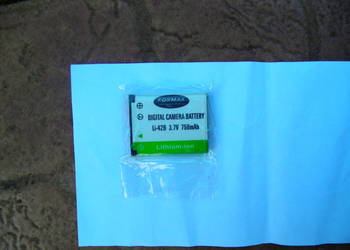 FORMAX
DIGITAL CAMERA BATTERY
Li-42B 3.7V 750mAh
Lithium-ion